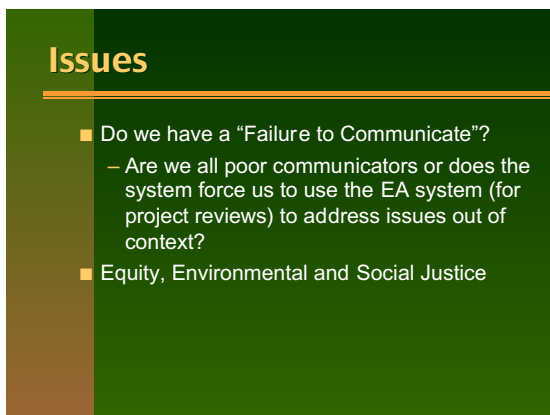 Issues
■ Do we have a “Failure to Communicate”?
– Are we all poor communicators or does the
system force us to use the EA system (for
project reviews) to address issues out of
context?
■ Equity, Environmental and Social Justice